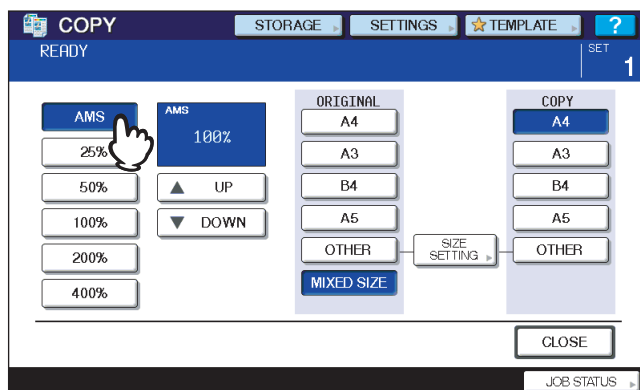 COPY
STORAGE
SETTINGS
TEMPLATE
?
READY
SET
1
AMS
25%
50%
100%
200%
400%
AMS
100%
UP
DOWN
ORIGINAL
A4
A3
B4
A5
OTHER
MIXED SIZE
SIZE
SETTING
COPY
A4
A3
B4
A5
OTHER
CLOSE
JOB STATUS